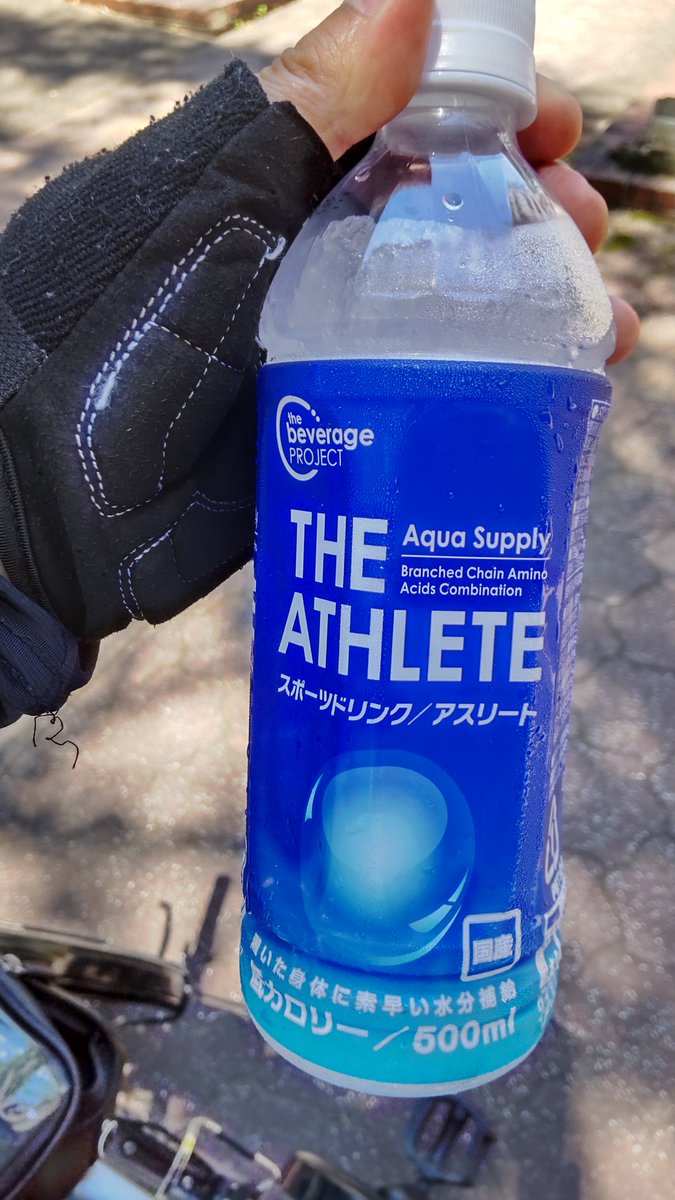 the
beverage
PROJECT
THE
ATHLETE
Aqua Supply
Branched Chain Amino
Acids Combination
スポーツドリンク／アスリート
国産
いた身体に素早い水分補給
低カロリー／500ml